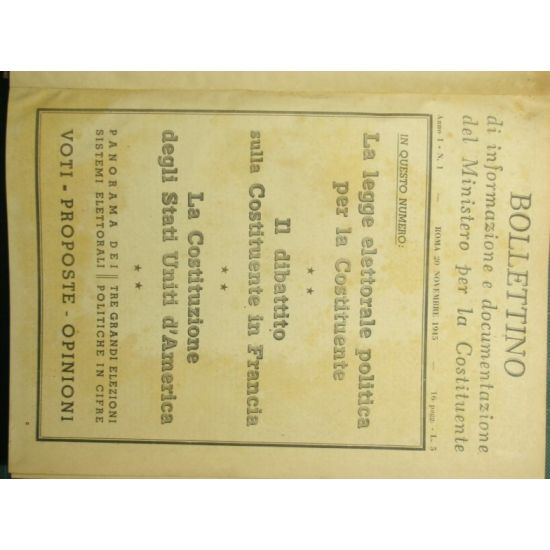 BOLLETTINO
di informazione e documentazione
del Ministero per la Costituente
Anno I - N. 1 — ROMA 20 NOVEMBRE 1945 — 16 pagg. - L. 5
IN QUESTO NUMERO:
La legge elettorale politica
per la Costituente
Il dibattito
sulla Costituente in Francia
La Costituzione
degli Stati Uniti d'America
PANORAMA DEI
SISTEMI ELETTORALI
TRE GRANDI ELEZIONI
POLITICHE IN CIFRE
VOTI - PROPOSTE - OPINIONI